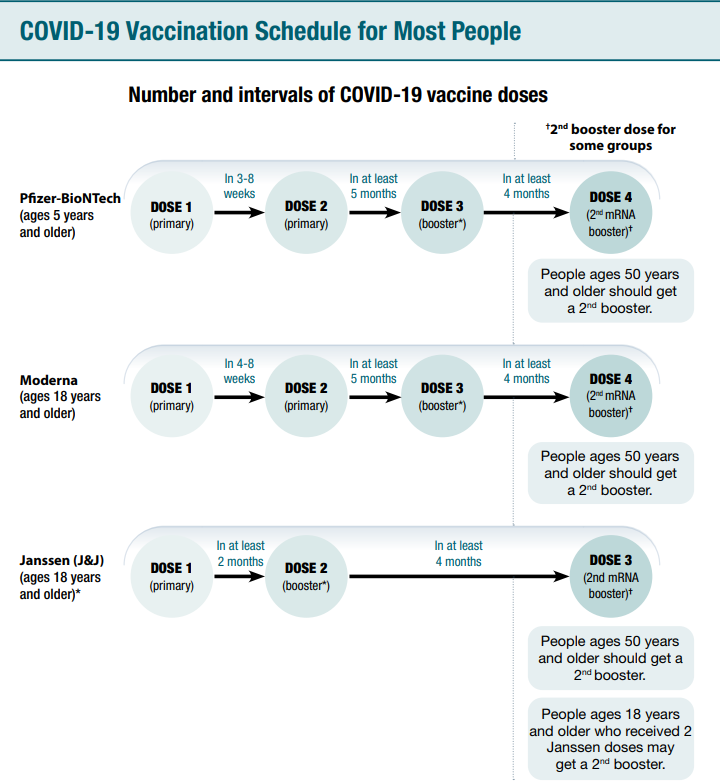 COVID-19 Vaccination Schedule for Most People
Number and intervals of COVID-19 vaccine doses
†2nd booster dose for
some groups
Pfizer-BioNTech
(ages 5 years
and older)
DOSE 1
(primary)
In 3-8
weeks
DOSE 2
(primary)
In at least
5 months
DOSE 3
(booster*)
In at least
4 months
DOSE 4
(2nd mRNA
booster)†
People ages 50 years
and older should get
a 2nd booster.
Moderna
(ages 18 years
and older)
DOSE 1
(primary)
In 4-8
weeks
DOSE 2
(primary)
In at least
5 months
DOSE 3
(booster*)
In at least
4 months
DOSE 4
(2nd mRNA
booster)†
People ages 50 years
and older should get
a 2nd booster.
Janssen (J&J)
(ages 18 years
and older)*
DOSE 1
(primary)
In at least
2 months
DOSE 2
(booster*)
In at least
4 months
DOSE 3
(2nd mRNA
booster)†
People ages 50 years
and older should get a
2nd booster.
People ages 18 years
and older who received 2
Janssen doses may
get a 2nd booster.